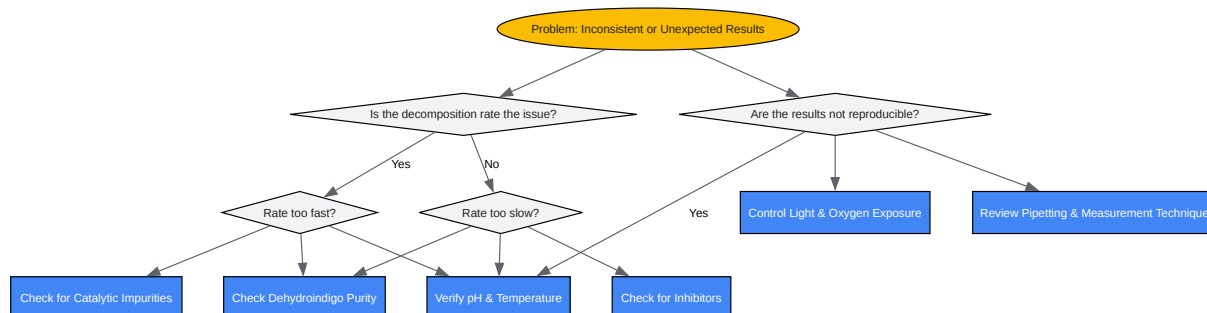 Problem: Inconsistent or Unexpected Results
Is the decomposition rate the issue?
Are the results not reproducible?
Yes
No
Rate too fast?
Rate too slow?
Yes
Control Light & Oxygen Exposure
Review Pipetting & Measurement Technique
Check for Catalytic Impurities
Check Dehydroindigo Purity
Verify pH & Temperature
Check for Inhibitors